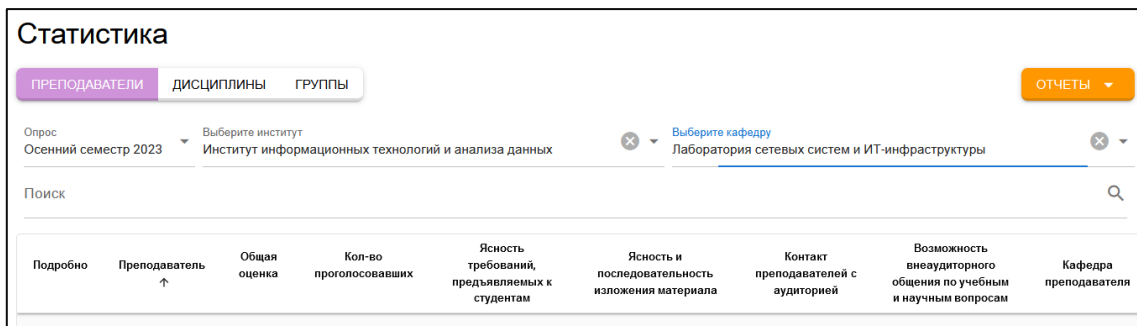 Статистика
ПРЕПОДАВАТЕЛИ ДИСЦИПЛИНЫ ГРУППЫ ОТЧЕТЫ
Опрос Выберите институт Выберите кафедру
Осенний семестр 2023 Институт информационных технологий и анализа данных Лаборатория сетевых систем и ИТ-инфраструктуры
Поиск
Подробно
Преподаватель
Общая
оценка
Кол-во
проголосовавших
Ясность
требований,
предъявляемых к
студентам
Ясность и
последовательность
изложения материала
Контакт
преподавателей с
аудиторией
Возможность
внеаудиторного
общения по учебным
и научным вопросам
Кафедра
преподавателя